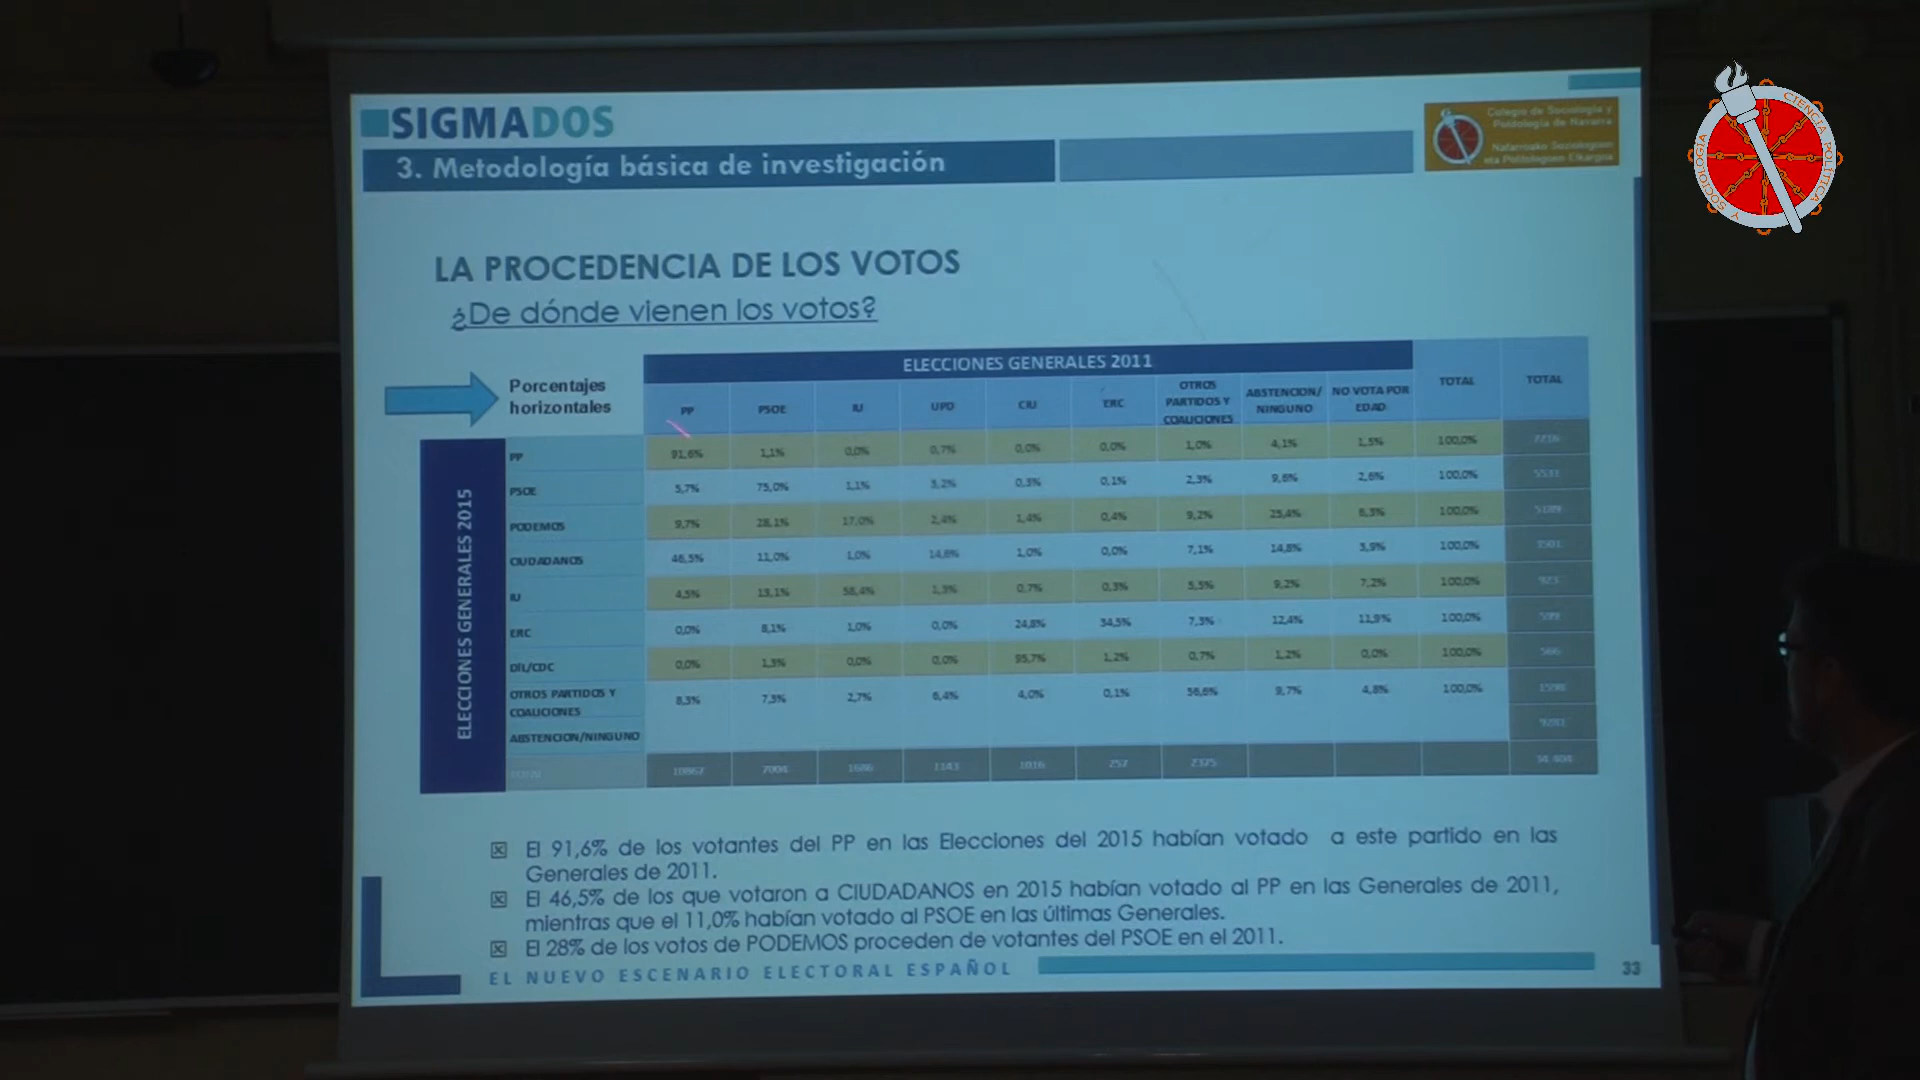 SIGMADOS
3. Metodología básica de investigación
Colegio de Sociología y
Politología de Navarra
Nafarroako Soziologoen
eta Politologoen Elkargoa
CIENCIA POLÍTICA
Y SOCIOLOGÍA
LA PROCEDENCIA DE LOS VOTOS
¿De dónde vienen los votos?
Porcentajes
horizontales
ELECCIONES GENERALES 2011
PP PSOE IU UPD CIU ERC OTROS PARTIDOS Y COALICIONES ABSTENCION/ NINGUNO NO VOTA POR EDAD TOTAL TOTAL
ELECCIONES GENERALES 2015
PP 91,6% 1,1% 0,0% 0,7% 0,0% 0,0% 1,0% 4,1% 1,5% 100,0%
PSOE 5,7% 75,0% 1,1% 3,2% 0,3% 0,1% 2,3% 9,6% 2,6% 100,0%
PODEMOS 9,7% 28,1% 17,0% 2,4% 1,4% 0,4% 9,2% 25,4% 6,3% 100,0%
CIUDADANOS 46,5% 11,0% 1,0% 14,6% 1,0% 0,0% 7,1% 14,8% 3,9% 100,0%
IU 4,5% 13,1% 58,4% 1,3% 0,7% 0,3% 5,5% 9,2% 7,2% 100,0%
ERC 0,0% 8,1% 1,0% 0,0% 24,8% 34,5% 7,3% 12,4% 11,9% 100,0%
DIL/CDC 0,0% 1,3% 0,0% 0,0% 95,7% 1,2% 0,7% 1,2% 0,0% 100,0%
OTROS PARTIDOS Y COALICIONES 8,3% 7,3% 2,7% 6,4% 4,0% 0,1% 56,6% 9,7% 4,8% 100,0%
ABSTENCION/NINGUNO
1143 1016 257 2375
☒ El 91,6% de los votantes del PP en las Elecciones del 2015 habían votado a este partido en las
Generales de 2011.
☒ El 46,5% de los que votaron a CIUDADANOS en 2015 habían votado al PP en las Generales de 2011,
mientras que el 11,0% habían votado al PSOE en las últimas Generales.
☒ El 28% de los votos de PODEMOS proceden de votantes del PSOE en el 2011.
EL NUEVO ESCENARIO ELECTORAL ESPAÑOL
33